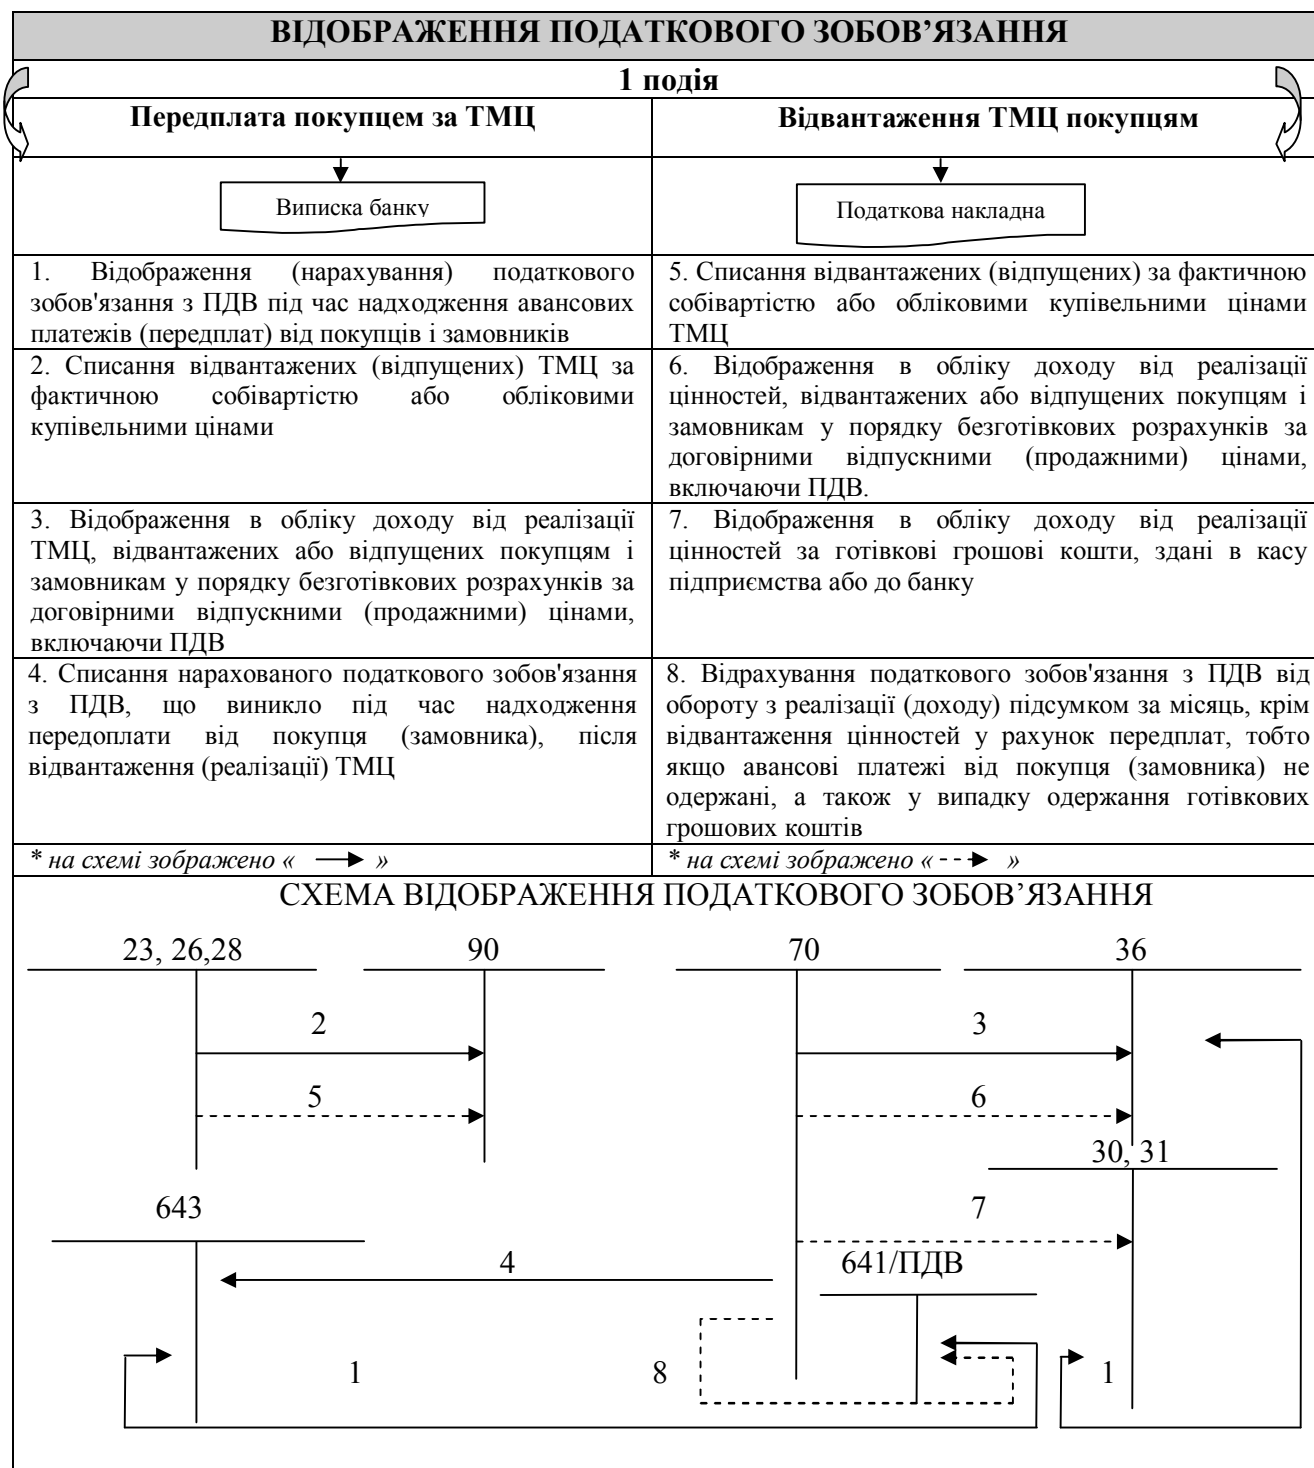 ВІДОБРАЖЕННЯ ПОДАТКОВОГО ЗОБОВ’ЯЗАННЯ
1 подія
Передплата покупцем за ТМЦ
Відвантаження ТМЦ покупцям
Виписка банку
Податкова накладна
1. Відображення (нарахування) податкового
зобов'язання з ПДВ під час надходження авансових
платежів (передплат) від покупців і замовників
5. Списання відвантажених (відпущених) за фактичною
собівартістю або обліковими купівельними цінами
ТМЦ
2. Списання відвантажених (відпущених) ТМЦ за
фактичною собівартістю або обліковими
купівельними цінами
6. Відображення в обліку доходу від реалізації
цінностей, відвантажених або відпущених покупцям і
замовникам у порядку безготівкових розрахунків за
договірними відпускними (продажними) цінами,
включаючи ПДВ.
3. Відображення в обліку доходу від реалізації
ТМЦ, відвантажених або відпущених покупцям і
замовникам у порядку безготівкових розрахунків за
договірними відпускними (продажними) цінами,
включаючи ПДВ
7. Відображення в обліку доходу від реалізації
цінностей за готівкові грошові кошти, здані в касу
підприємства або до банку
4. Списання нарахованого податкового зобов'язання
з ПДВ, що виникло під час надходження
передоплати від покупця (замовника), після
відвантаження (реалізації) ТМЦ
8. Відрахування податкового зобов'язання з ПДВ від
обороту з реалізації (доходу) підсумком за місяць, крім
відвантаження цінностей у рахунок передплат, тобто
якщо авансові платежі від покупця (замовника) не
одержані, а також у випадку одержання готівкових
грошових коштів
* на схемі зображено « »
* на схемі зображено « »
СХЕМА ВІДОБРАЖЕННЯ ПОДАТКОВОГО ЗОБОВ’ЯЗАННЯ
23, 26,28
90
70
36
2
3
5
6
30, 31
643
7
4
641/ПДВ
1
8
1